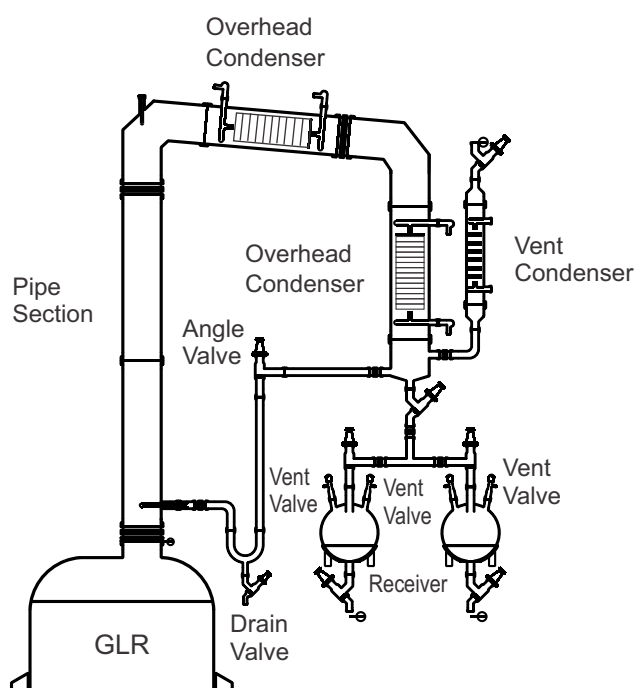 Overhead
Condenser
Overhead
Condenser
Vent
Condenser
Pipe
Section
Angle
Valve
Vent
Valve
Vent
Valve
Vent
Valve
Receiver
Drain
Valve
GLR